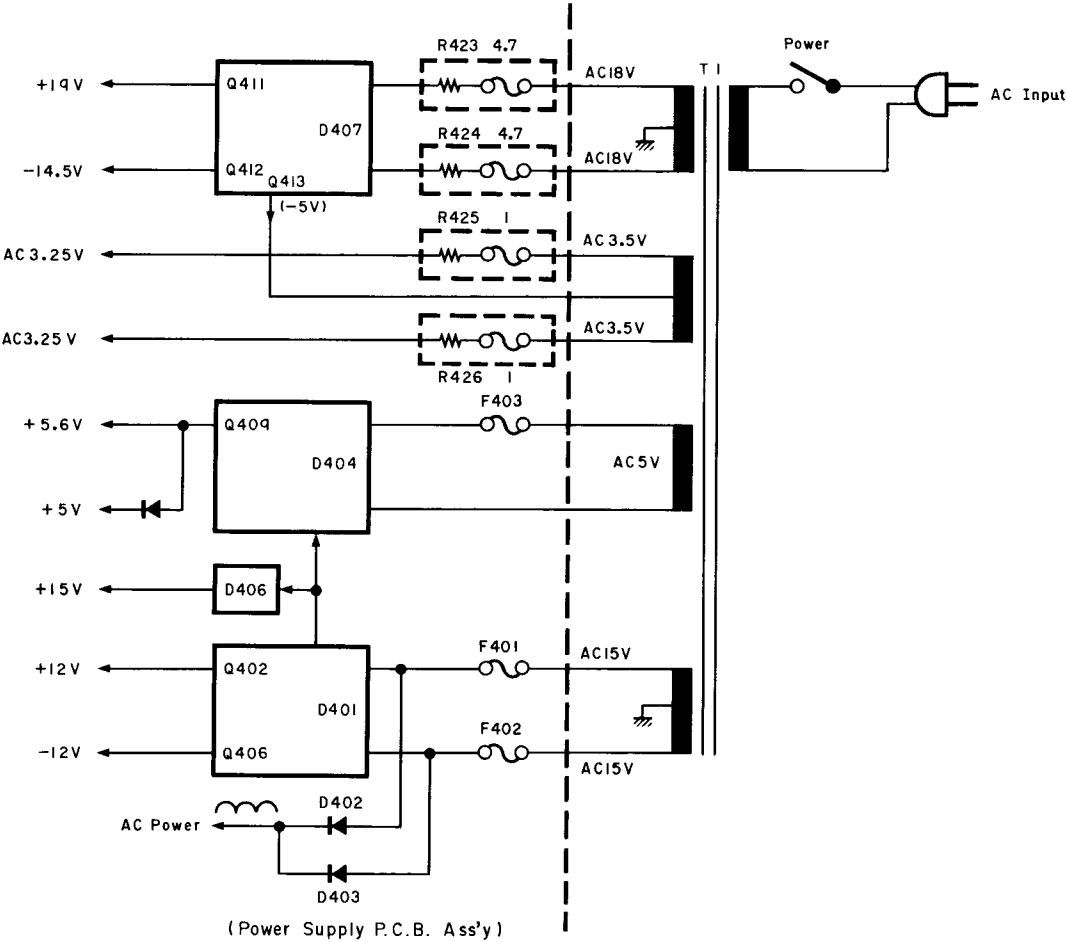 R423 4.7
Power
+19V
Q411
AC18V
T1
D407
AC Input
R424 4.7
-14.5V
Q412
AC18V
Q413
(-5V)
R425 1
AC3.25V
AC3.5V
AC3.25V
AC3.5V
R426 1
F403
+5.6V
Q409
D404
AC5V
+5V
+15V
D406
F401
AC15V
+12V
Q402
D401
F402
-12V
Q406
AC15V
D402
AC Power
D403
(Power Supply P.C.B. Ass'y)